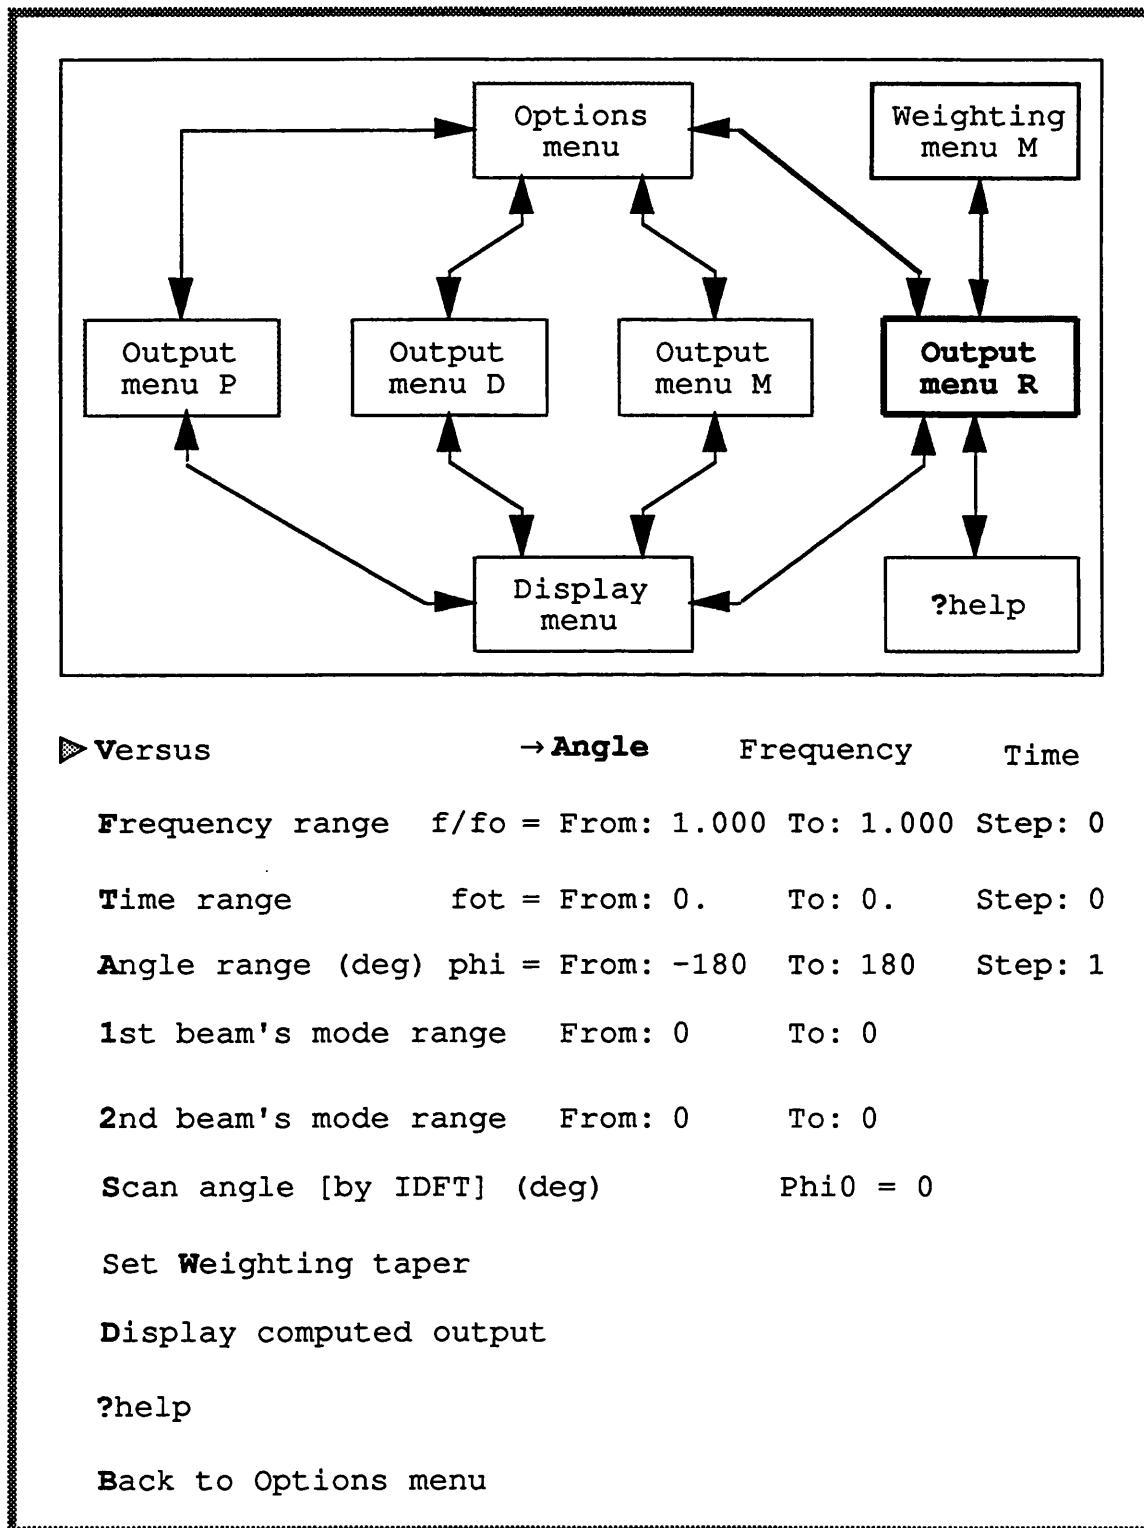 Options
menu
Weighting
menu M
Output
menu P
Output
menu D
Output
menu M
Output
menu R
Display
menu
?help
Versus →Angle Frequency Time
Frequency range f/fo = From: 1.000 To: 1.000 Step: 0
Time range fot = From: 0. To: 0. Step: 0
Angle range (deg) phi = From: -180 To: 180 Step: 1
1st beam's mode range From: 0 To: 0
2nd beam's mode range From: 0 To: 0
Scan angle [by IDFT] (deg) Phi0 = 0
Set Weighting taper
Display computed output
?help
Back to Options menu